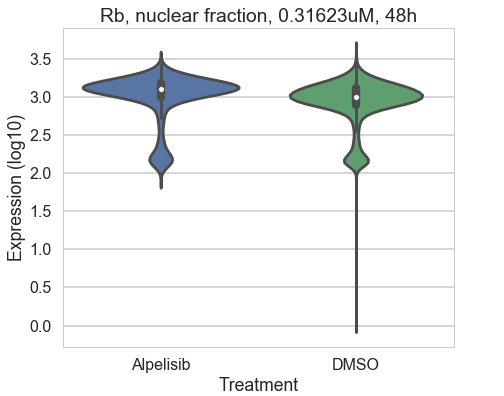 Rb, nuclear fraction, 0.31623uM, 48h
Expression (log10)
3.5
3.0
2.5
2.0
1.5
1.0
0.5
0.0
Alpelisib
DMSO
Treatment